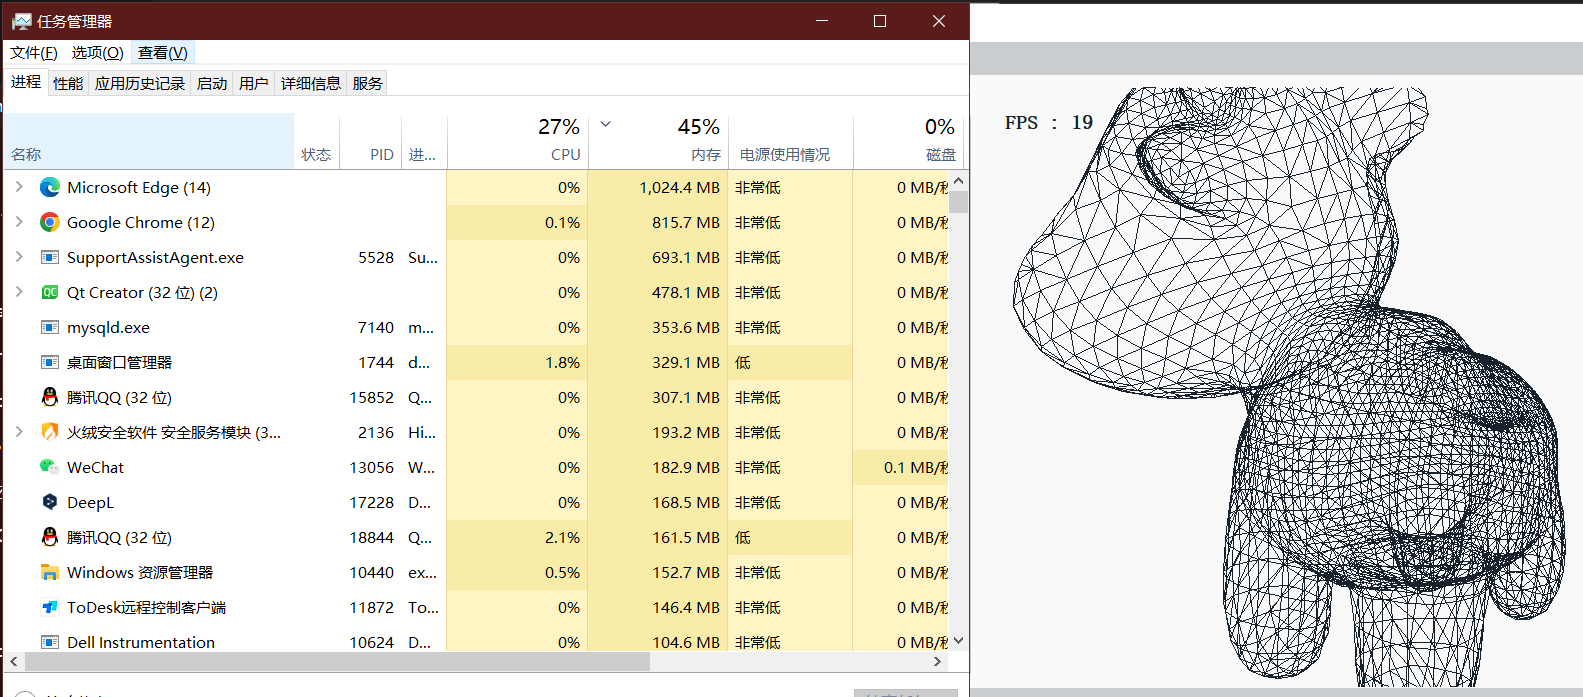 任务管理器
文件(F) 选项(O) 查看(V)
进程 性能 应用历史记录 启动 用户 详细信息 服务
27% 45% 0%
名称 状态 PID 进... CPU 内存 电源使用情况 磁盘
Microsoft Edge (14) 0% 1,024.4 MB 非常低 0 MB/秒
Google Chrome (12) 0.1% 815.7 MB 非常低 0 MB/秒
SupportAssistAgent.exe 5528 Su... 0% 693.1 MB 非常低 0 MB/秒
Qt Creator (32 位) (2) 0% 478.1 MB 非常低 0 MB/秒
mysqld.exe 7140 m... 0% 353.6 MB 非常低 0 MB/秒
桌面窗口管理器 1744 d... 1.8% 329.1 MB 低 0 MB/秒
腾讯QQ (32 位) 15852 Q... 0% 307.1 MB 非常低 0 MB/秒
火绒安全软件 安全服务模块 (3... 2136 Hi... 0% 193.2 MB 非常低 0 MB/秒
WeChat 13056 W... 0% 182.9 MB 非常低 0.1 MB/秒
DeepL 17228 D... 0% 168.5 MB 非常低 0 MB/秒
腾讯QQ (32 位) 18844 Q... 2.1% 161.5 MB 低 0 MB/秒
Windows 资源管理器 10440 ex... 0.5% 152.7 MB 非常低 0 MB/秒
ToDesk远程控制客户端 11872 To... 0% 146.4 MB 非常低 0 MB/秒
Dell Instrumentation 10624 D... 0% 104.6 MB 非常低 0 MB/秒
FPS : 19